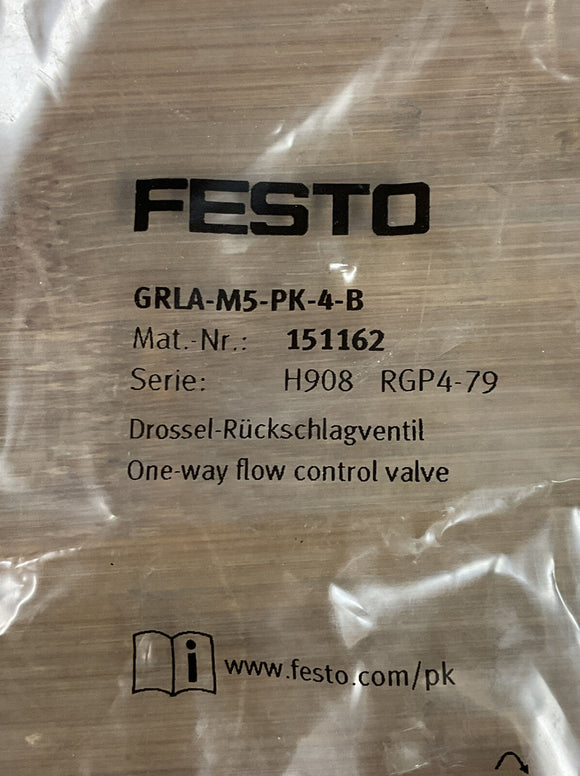 FESTO
GRLA-M5-PK-4-B
Mat.-Nr.: 151162
Serie: H908 RGP4-79
Drossel-Rückschlagventil
One-way flow control valve
i www.festo.com/pk